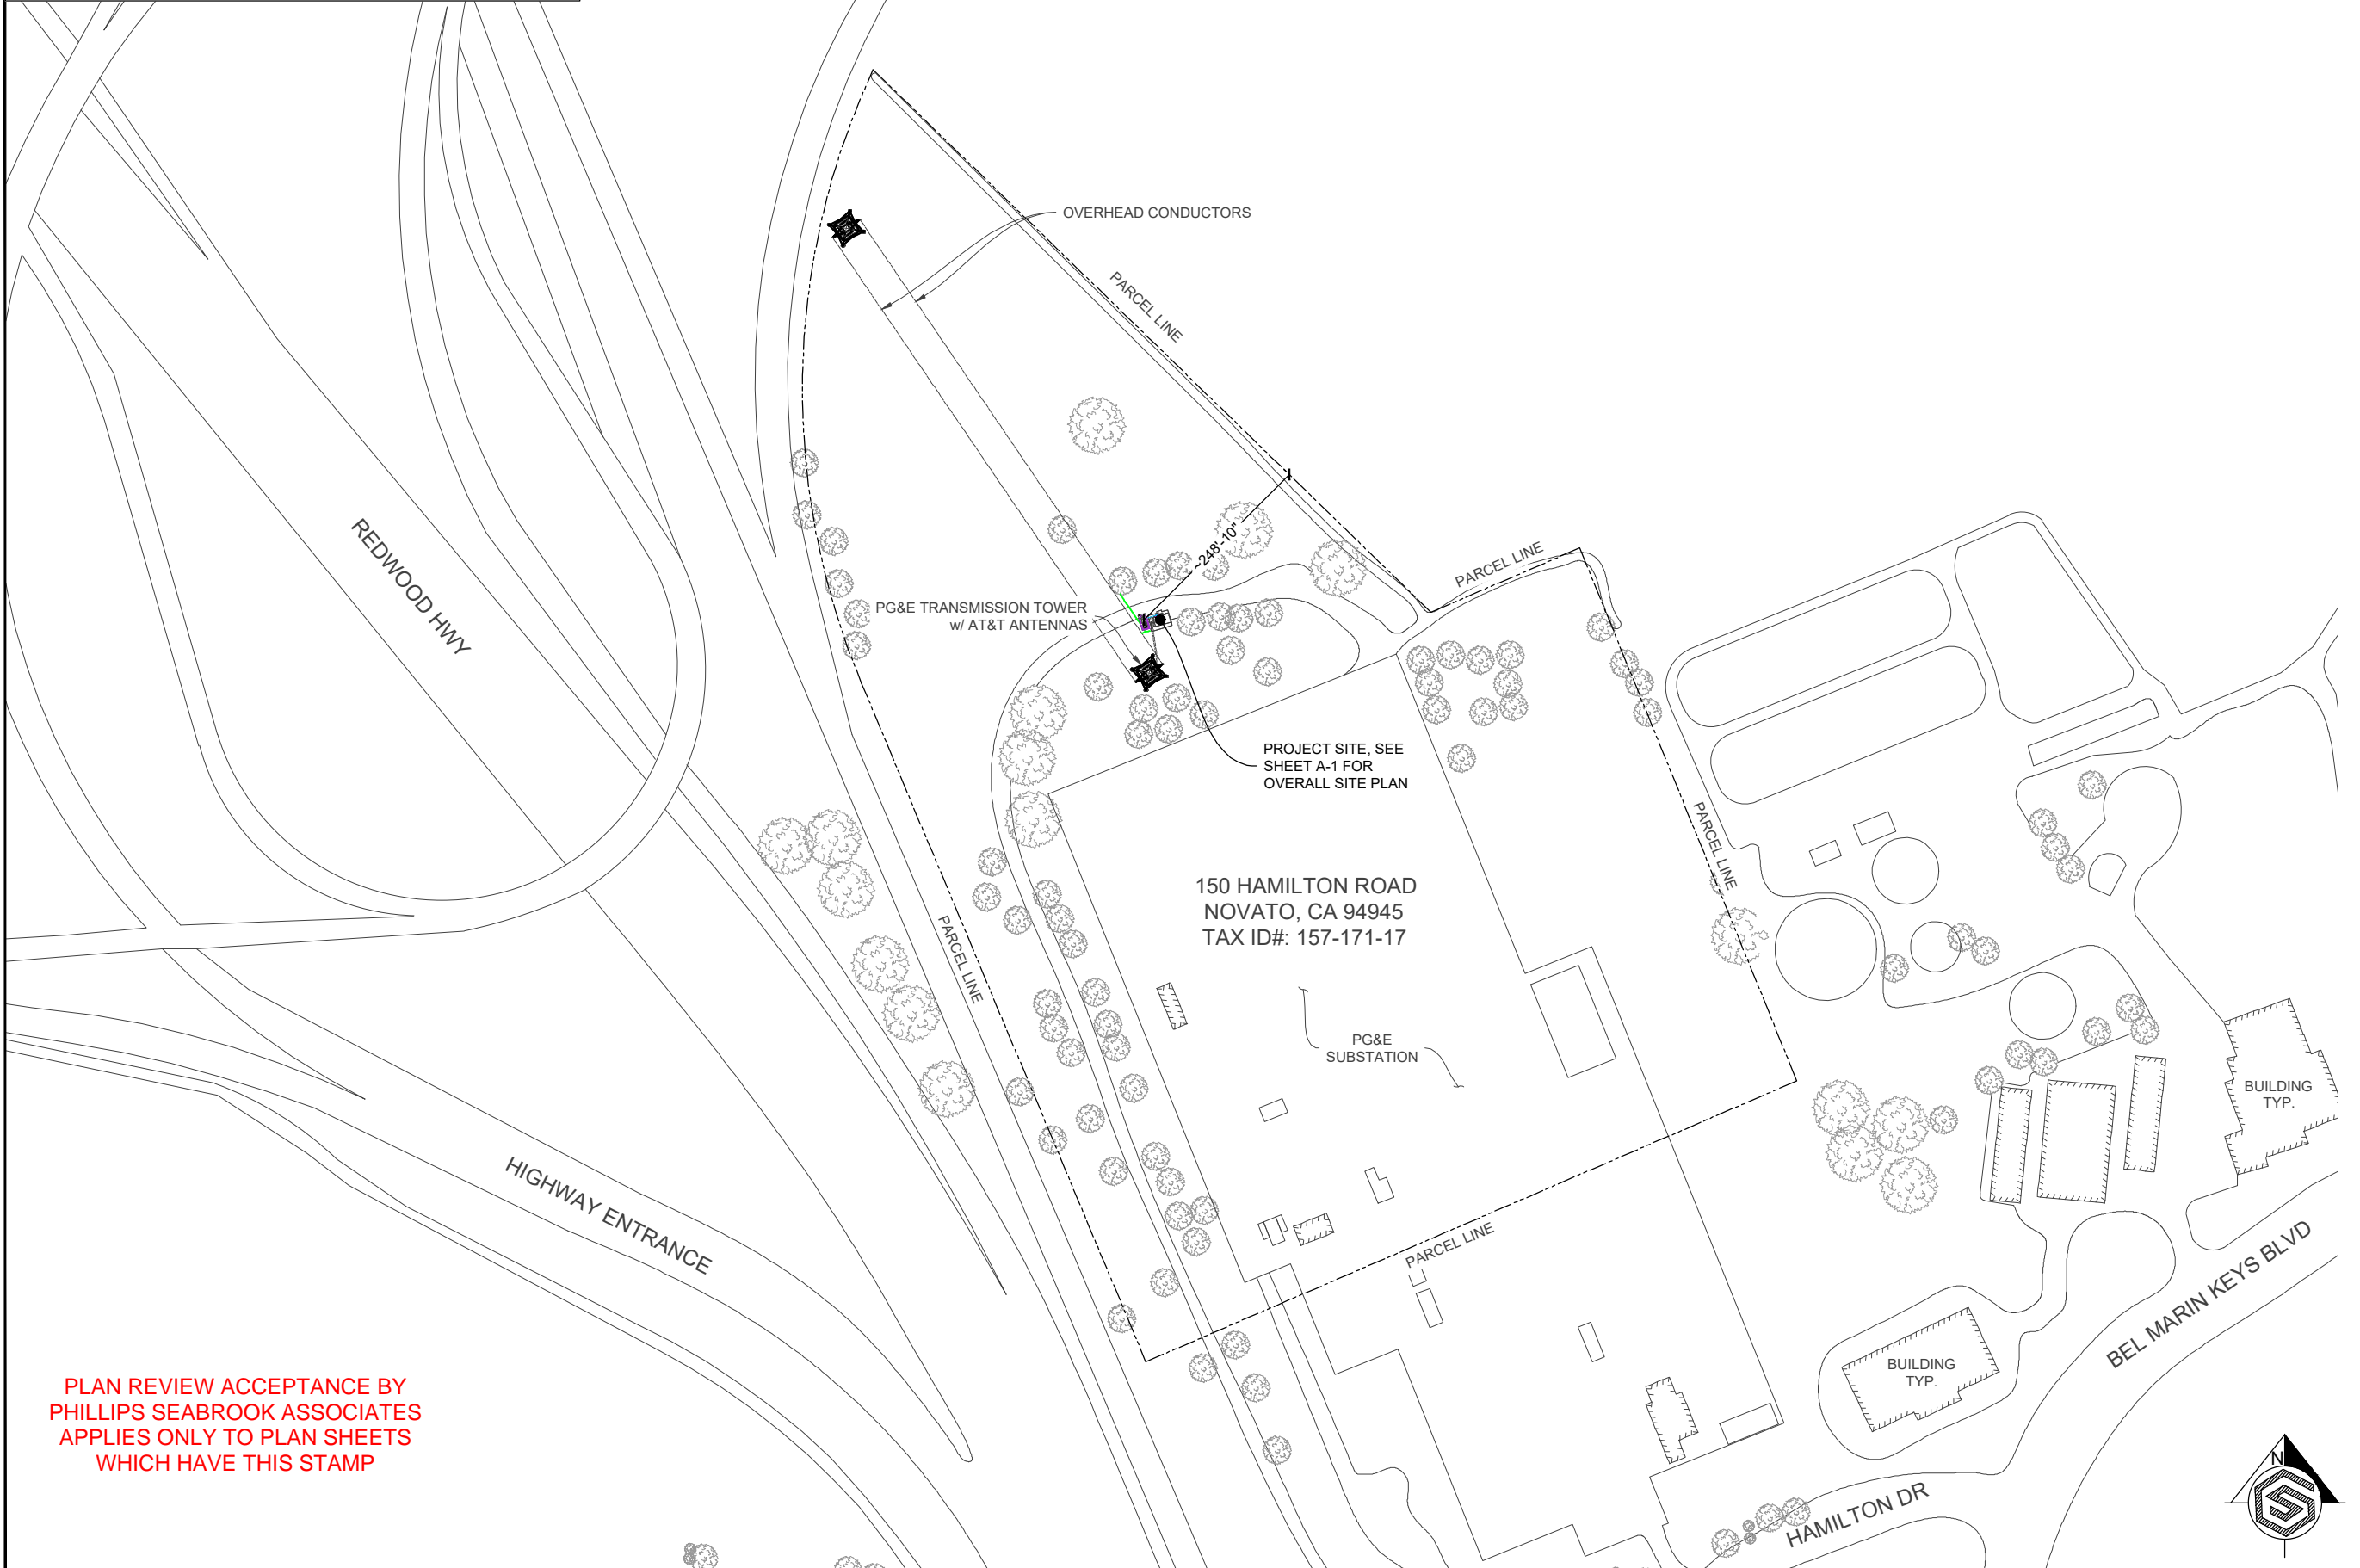 OVERHEAD CONDUCTORS
PARCEL LINE
248'-10"
PARCEL LINE
REDWOOD HWY
PG&E TRANSMISSION TOWER
w/ AT&T ANTENNAS
PROJECT SITE, SEE
SHEET A-1 FOR
OVERALL SITE PLAN
PARCEL LINE
150 HAMILTON ROAD
NOVATO, CA 94945
TAX ID#: 157-171-17
PARCEL LINE
PG&E
SUBSTATION
BUILDING
TYP.
HIGHWAY ENTRANCE
PARCEL LINE
BEL MARIN KEYS BLVD
BUILDING
TYP.
PLAN REVIEW ACCEPTANCE BY
PHILLIPS SEABROOK ASSOCIATES
APPLIES ONLY TO PLAN SHEETS
WHICH HAVE THIS STAMP
HAMILTON DR
N